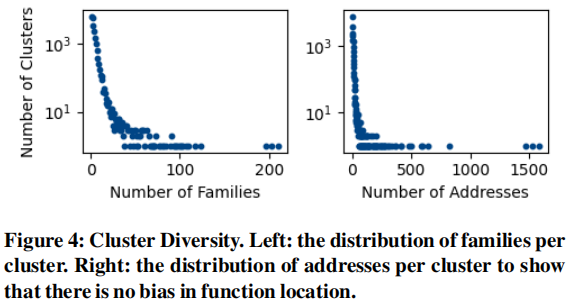 Number of Clusters
10³
10¹
0
100
200
Number of Families
10³
10¹
0
500
1000
1500
Number of Addresses
Figure 4: Cluster Diversity. Left: the distribution of families per
cluster. Right: the distribution of addresses per cluster to show
that there is no bias in function location.